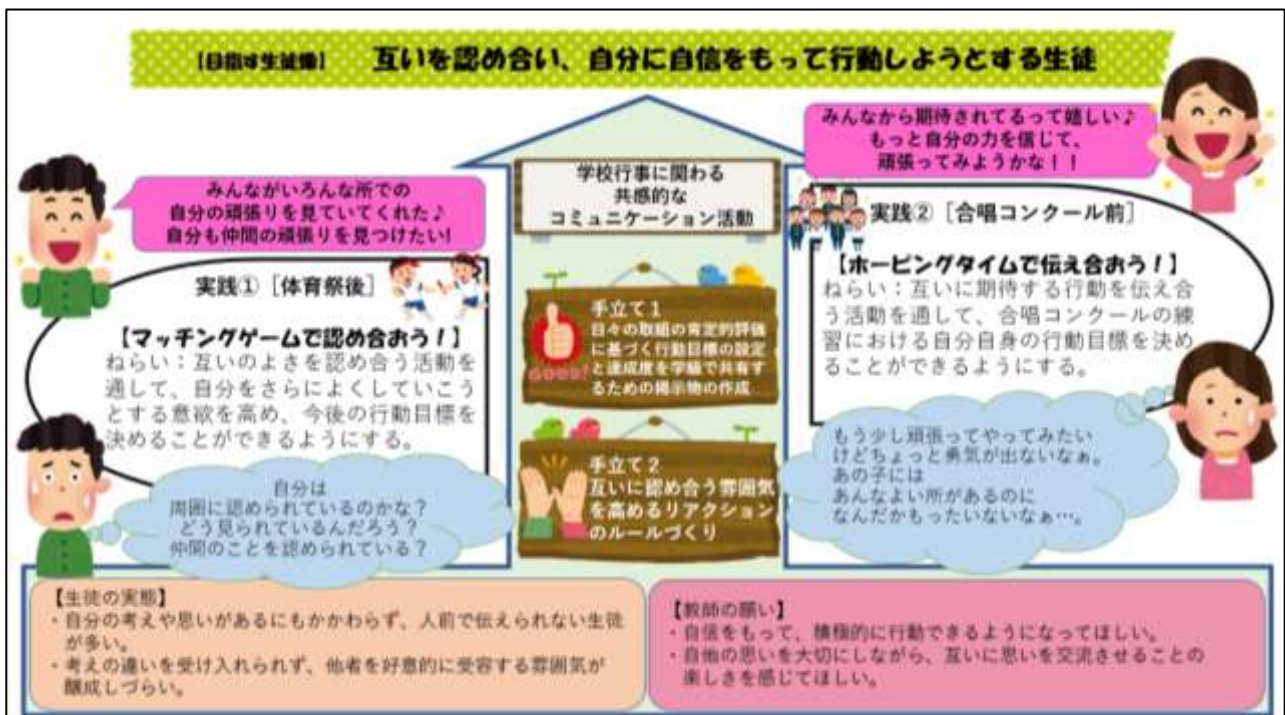 【目指す生徒像】 互いを認め合い、自分に自信をもって行動しようとする生徒
みんなから期待されてるって嬉しい♪
もっと自分の力を信じて、
頑張ってみようかな！！
みんながいろんな所での
自分の頑張りを見ていてくれた♪
自分も仲間の頑張りを見つけたい!
実践①［体育祭後］
【マッチングゲームで認め合おう！】
ねらい：互いのよさを認め合う活動を
通して、自分をさらによくしていこう
とする意欲を高め、今後の行動目標を
決めることができるようにする。
自分は
周囲に認められているのかな？
どう見られているんだろう？
仲間のことを認められている？
学校行事に関わる
共感的な
コミュニケーション活動
手立て１
日々の取組の肯定的評価
に基づく行動目標の設定
と達成度を学級で共有す
るための掲示物の作成
手立て２
互いに認め合う雰囲気
を高めるリアクション
のルールづくり
実践②［合唱コンクール前］
【ホーピングタイムで伝え合おう！】
ねらい：互いに期待する行動を伝え合
う活動を通して、合唱コンクールの練
習における自分自身の行動目標を決め
ることができるようにする。
もう少し頑張ってやってみたい
けどちょっと勇気が出ないなぁ。
あの子には
あんなよい所があるのに
なんだかもったいないなぁ…。
【生徒の実態】
・自分の考えや思いがあるにもかかわらず、人前で伝えられない生徒
が多い。
・考えの違いを受け入れられず、他者を好意的に受容する雰囲気が
醸成しづらい。
【教師の願い】
・自信をもって、積極的に行動できるようになってほしい。
・自他の思いを大切にしながら、互いに思いを交流させることの
楽しさを感じてほしい。